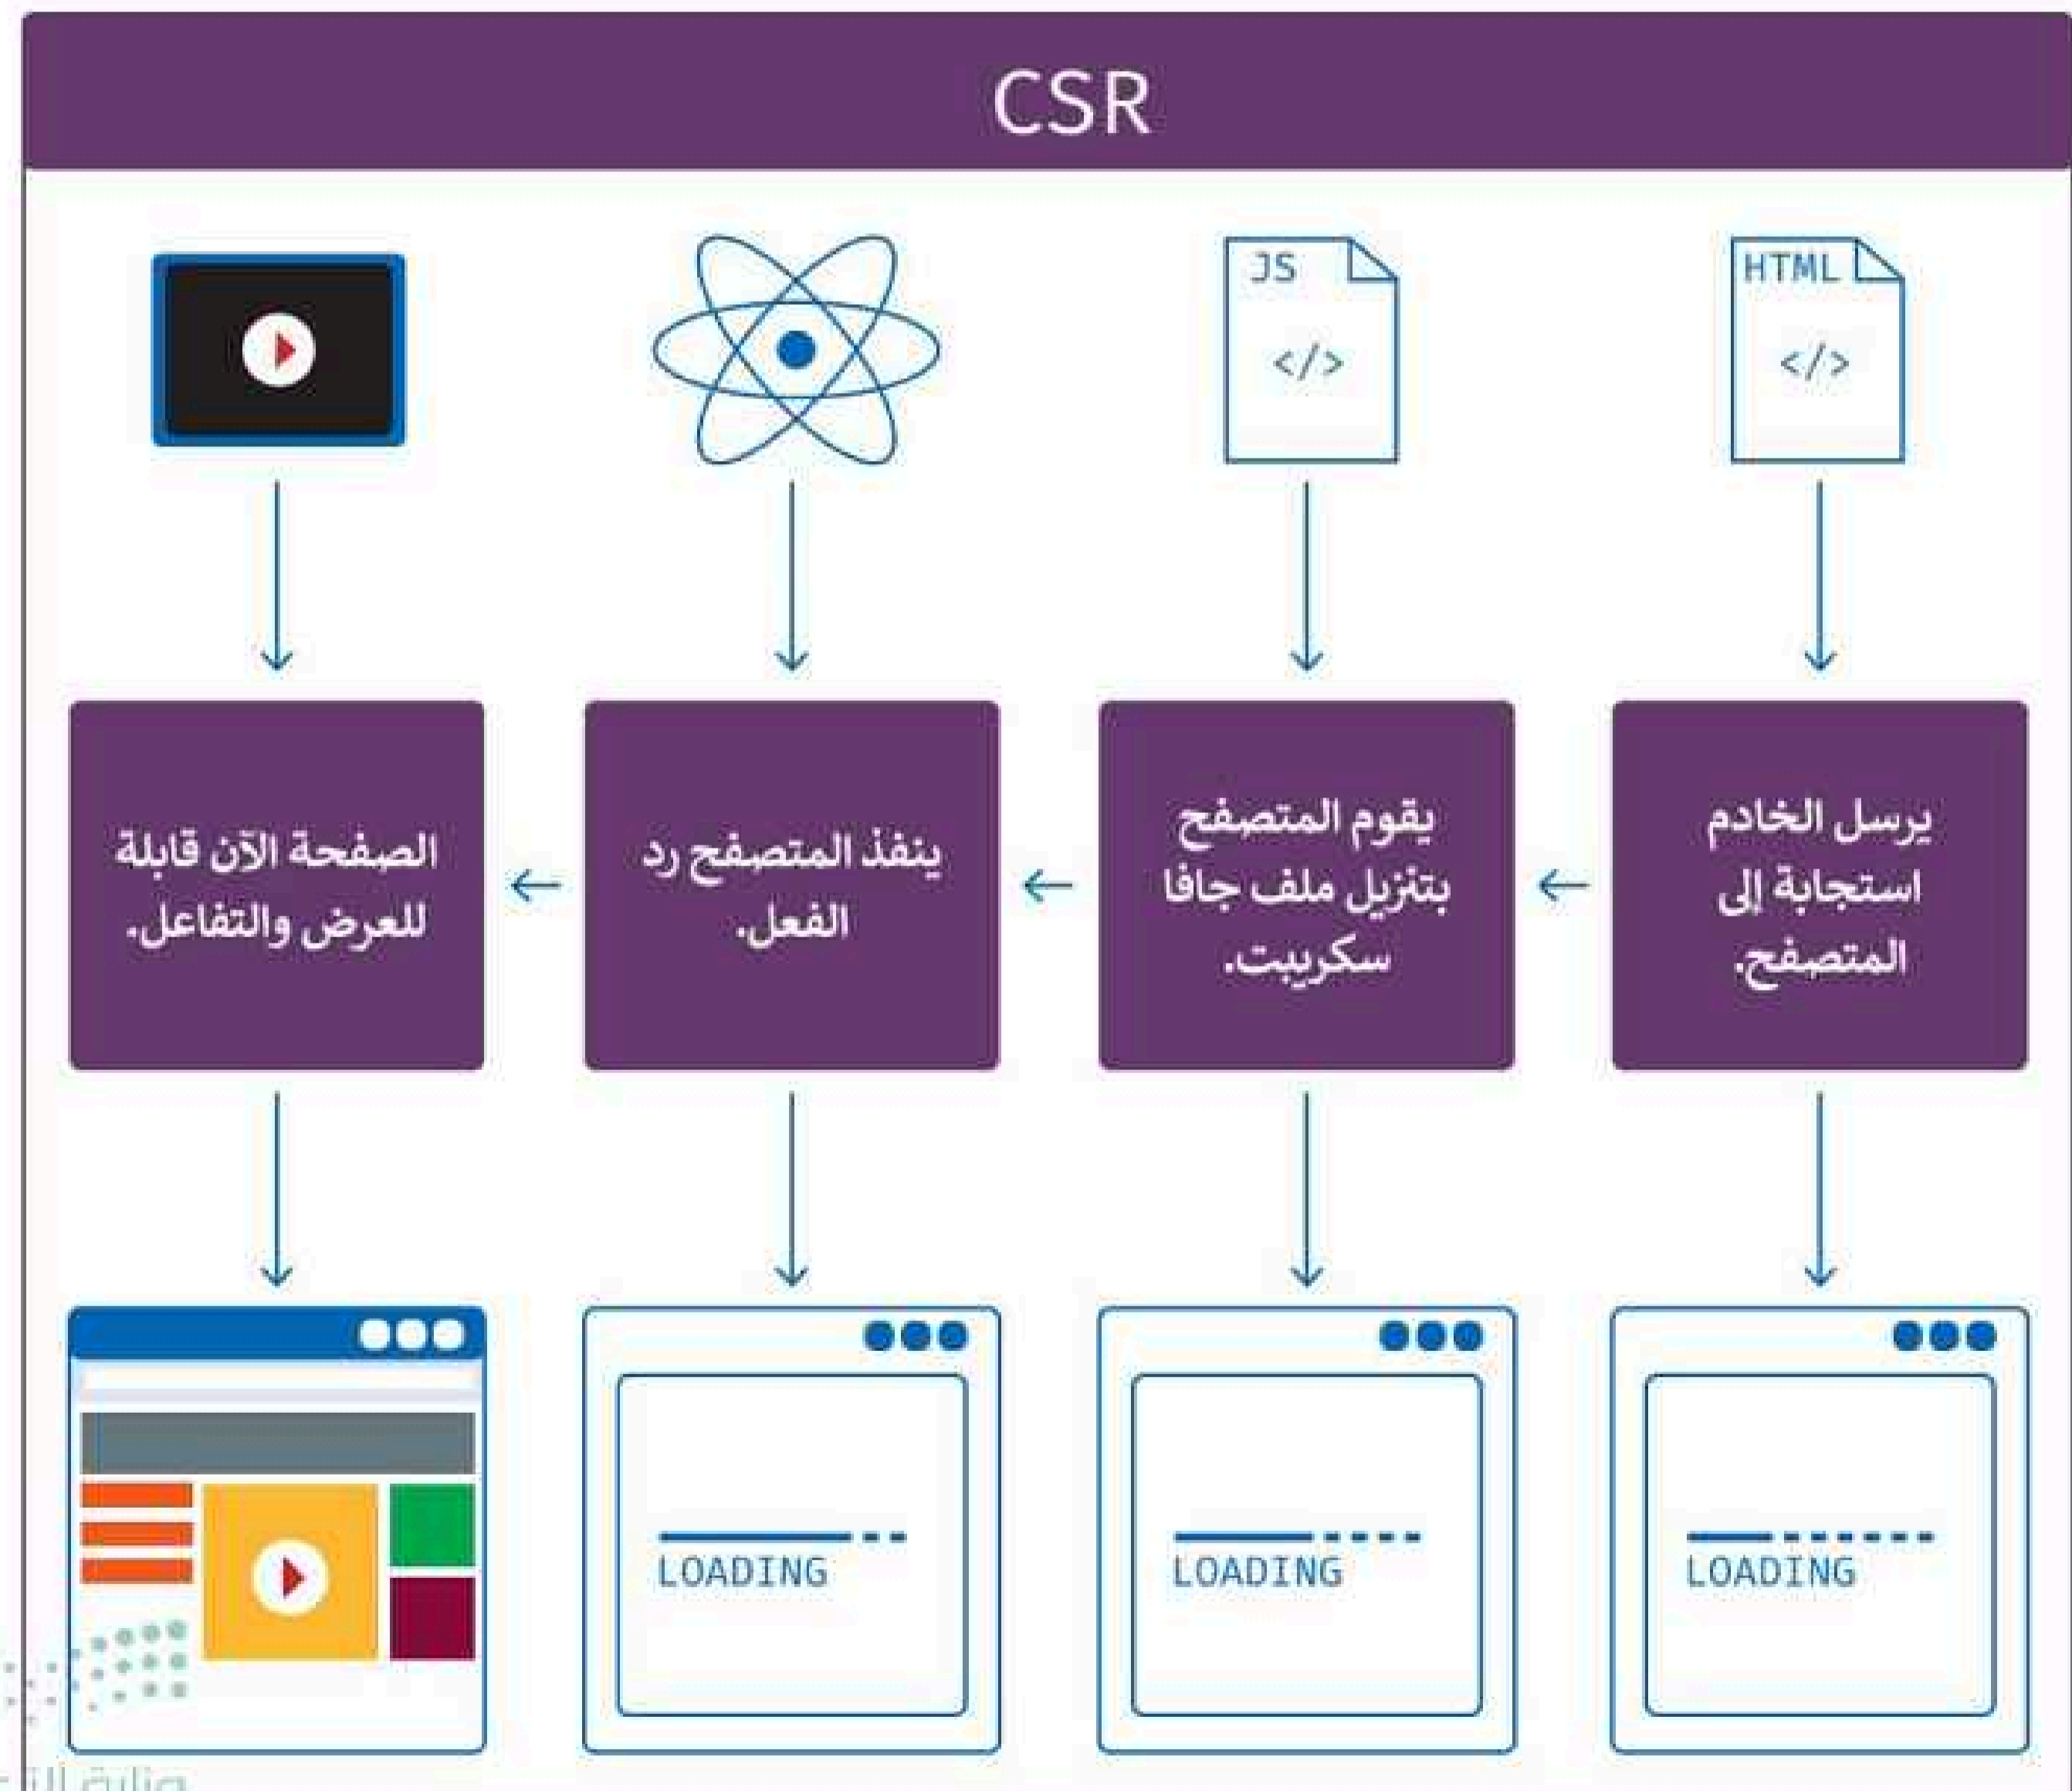 CSR
HTML
</>
JS
</>
يرسل الخادم
استجابة إلى
المتصفح.
يقوم المتصفح
بتنزيل ملف جافا
سكريبت.
ينفذ المتصفح رد
الفعل.
الصفحة الآن قابلة
للعرض والتفاعل.
LOADING
LOADING
LOADING